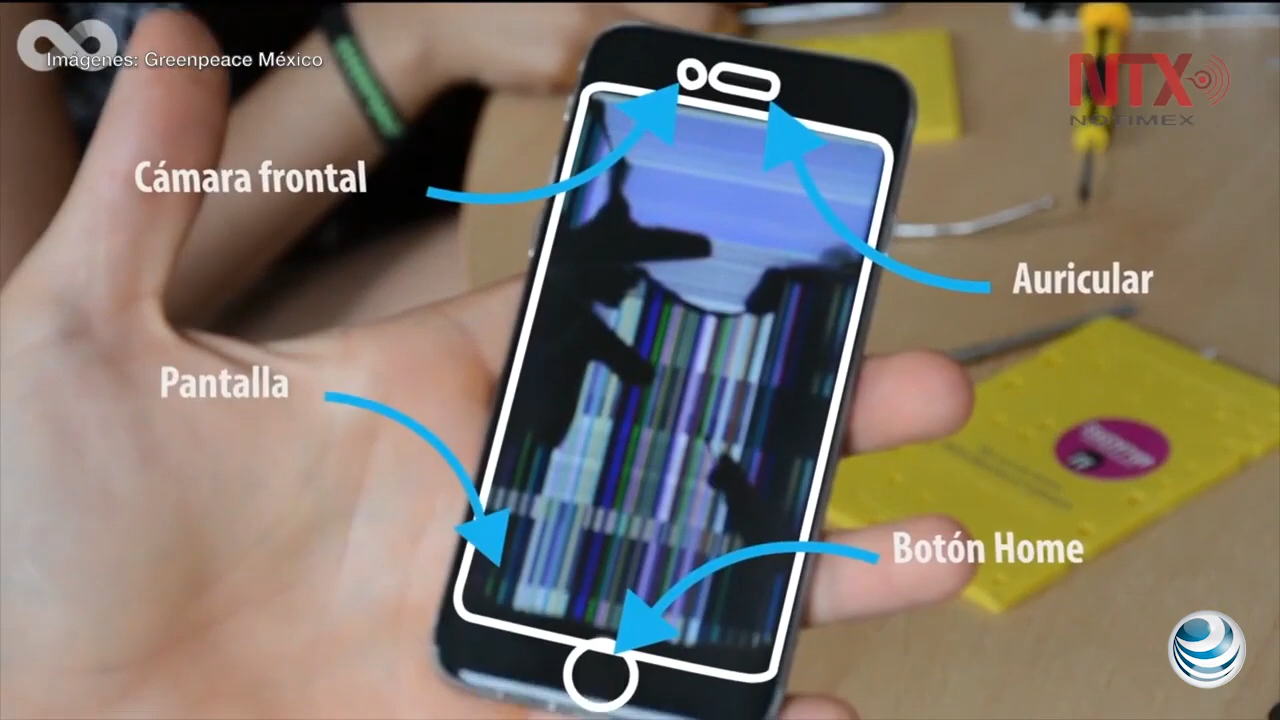 Imágenes: Greenpeace México
NTX
NOTIMEX
Cámara frontal
Auricular
Pantalla
Botón Home